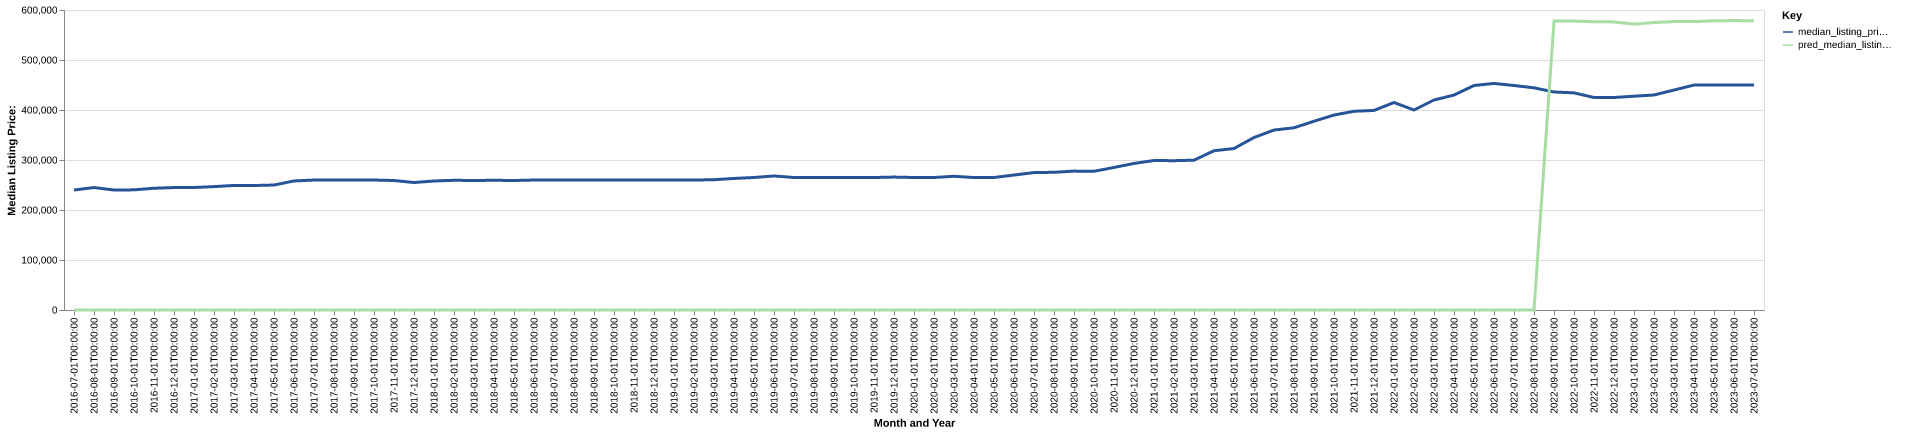 600,000
500,000
400,000
300,000
200,000
100,000
0
Median Listing Price:
2016-07-01T00:00:00
2016-08-01T00:00:00
2016-09-01T00:00:00
2016-10-01T00:00:00
2016-11-01T00:00:00
2016-12-01T00:00:00
2017-01-01T00:00:00
2017-02-01T00:00:00
2017-03-01T00:00:00
2017-04-01T00:00:00
2017-05-01T00:00:00
2017-06-01T00:00:00
2017-07-01T00:00:00
2017-08-01T00:00:00
2017-09-01T00:00:00
2017-10-01T00:00:00
2017-11-01T00:00:00
2017-12-01T00:00:00
2018-01-01T00:00:00
2018-02-01T00:00:00
2018-03-01T00:00:00
2018-04-01T00:00:00
2018-05-01T00:00:00
2018-06-01T00:00:00
2018-07-01T00:00:00
2018-08-01T00:00:00
2018-09-01T00:00:00
2018-10-01T00:00:00
2018-11-01T00:00:00
2018-12-01T00:00:00
2019-01-01T00:00:00
2019-02-01T00:00:00
2019-03-01T00:00:00
2019-04-01T00:00:00
2019-05-01T00:00:00
2019-06-01T00:00:00
2019-07-01T00:00:00
2019-08-01T00:00:00
2019-09-01T00:00:00
2019-10-01T00:00:00
2019-11-01T00:00:00
2019-12-01T00:00:00
2020-01-01T00:00:00
2020-02-01T00:00:00
2020-03-01T00:00:00
2020-04-01T00:00:00
2020-05-01T00:00:00
2020-06-01T00:00:00
2020-07-01T00:00:00
2020-08-01T00:00:00
2020-09-01T00:00:00
2020-10-01T00:00:00
2020-11-01T00:00:00
2020-12-01T00:00:00
2021-01-01T00:00:00
2021-02-01T00:00:00
2021-03-01T00:00:00
2021-04-01T00:00:00
2021-05-01T00:00:00
2021-06-01T00:00:00
2021-07-01T00:00:00
2021-08-01T00:00:00
2021-09-01T00:00:00
2021-10-01T00:00:00
2021-11-01T00:00:00
2021-12-01T00:00:00
2022-01-01T00:00:00
2022-02-01T00:00:00
2022-03-01T00:00:00
2022-04-01T00:00:00
2022-05-01T00:00:00
2022-06-01T00:00:00
2022-07-01T00:00:00
2022-08-01T00:00:00
2022-09-01T00:00:00
2022-10-01T00:00:00
2022-11-01T00:00:00
2022-12-01T00:00:00
2023-01-01T00:00:00
2023-02-01T00:00:00
2023-03-01T00:00:00
2023-04-01T00:00:00
2023-05-01T00:00:00
2023-06-01T00:00:00
2023-07-01T00:00:00
Month and Year
Key
median_listing_pri…
pred_median_listin…